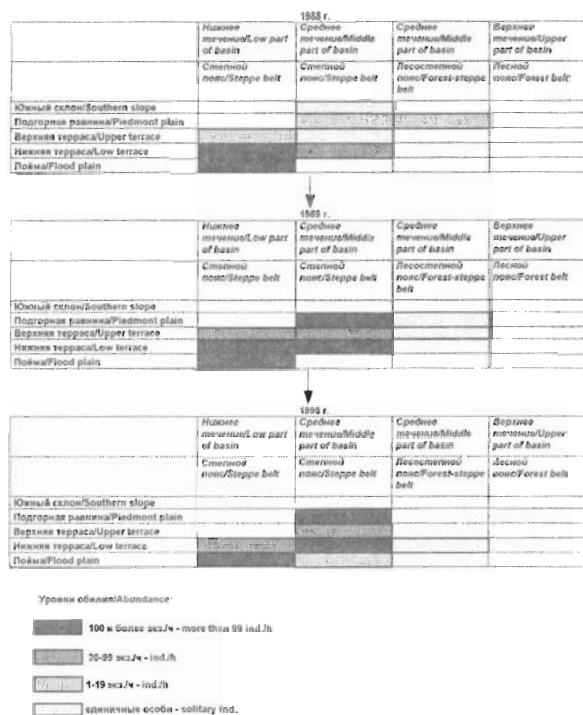 1988 г.
Нижнее Среднее Среднее Верхнее
течение/Low part течение/Middle течение/Middle течение/Upper
of basin part of basin part of basin part of basin
Степной Степной Лесостепной Лесной
пояс/Steppe belt пояс/Steppe belt пояс/Forest-steppe пояс/Forest belt
belt
Южный склон/Southern slope
Подгорная равнина/Piedmont plain
Верхняя терраса/Upper terrace
Нижняя терраса/Low terrace
Пойма/Flood plain
1989 г.
Нижнее Среднее Среднее Верхнее
течение/Low part течение/Middle течение/Middle течение/Upper
of basin part of basin part of basin part of basin
Степной Степной Лесостепной Лесной
пояс/Steppe belt пояс/Steppe belt пояс/Forest-steppe пояс/Forest belt
belt
Южный склон/Southern slope
Подгорная равнина/Piedmont plain
Верхняя терраса/Upper terrace
Нижняя терраса/Low terrace
Пойма/Flood plain
г.
Нижнее Среднее Среднее Верхнее
течение/Low part течение/Middle течение/Middle течение/Upper
of basin part of basin part of basin part of basin
Степной Степной Лесостепной Лесной
пояс/Steppe belt пояс/Steppe belt пояс/Forest-steppe пояс/Forest belt
belt
Южный склон/Southern slope
Подгорная равнина/Piedmont plain
Верхняя терраса/Upper terrace
Нижняя терраса/Low terrace
Пойма/Flood plain
Уровни обилия/Abundance:
100 и более экз./ч - more than 99 ind./h
20-99 экз./ч - ind./h
1-19 экз./ч - ind./h
единичные особи - solitary ind.